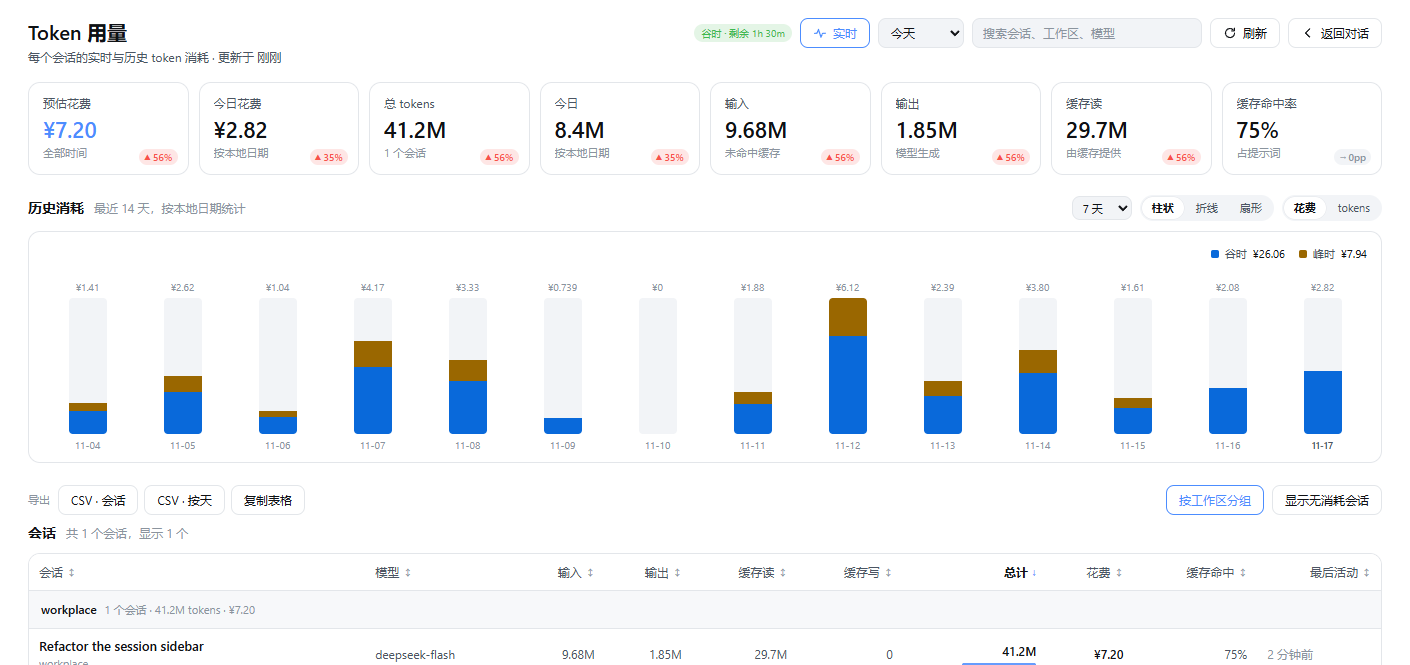 Token 用量
谷时 · 剩余 1h 30m
实时
今天
搜索会话、工作区、模型
刷新
返回对话
每个会话的实时与历史 token 消耗 · 更新于 刚刚
预估花费
¥7.20
全部时间
▲ 56%
今日花费
¥2.82
按本地日期
▲ 35%
总 tokens
41.2M
1 个会话
▲ 56%
今日
8.4M
按本地日期
▲ 35%
输入
9.68M
未命中缓存
▲ 56%
输出
1.85M
模型生成
▲ 56%
缓存读
29.7M
由缓存提供
▲ 56%
缓存命中率
75%
占提示词
→ 0pp
历史消耗 最近 14 天，按本地日期统计
7 天
柱状 折线 扇形
花费 tokens
谷时 ¥26.06 峰时 ¥7.94
¥1.41 ¥2.62 ¥1.04 ¥4.17 ¥3.33 ¥0.739 ¥0 ¥1.88 ¥6.12 ¥2.39 ¥3.80 ¥1.61 ¥2.08 ¥2.82
11-04 11-05 11-06 11-07 11-08 11-09 11-10 11-11 11-12 11-13 11-14 11-15 11-16 11-17
导出 CSV · 会话 CSV · 按天 复制表格 按工作区分组 显示无消耗会话
会话 共 1 个会话，显示 1 个
会话 ↕ 模型 ↕ 输入 ↕ 输出 ↕ 缓存读 ↕ 缓存写 ↕ 总计 ↓ 花费 ↕ 缓存命中 ↕ 最后活动 ↕
workplace 1 个会话 · 41.2M tokens · ¥7.20
Refactor the session sidebar
deepseek-flash 9.68M 1.85M 29.7M 0 41.2M ¥7.20 75% 2 分钟前
workplace